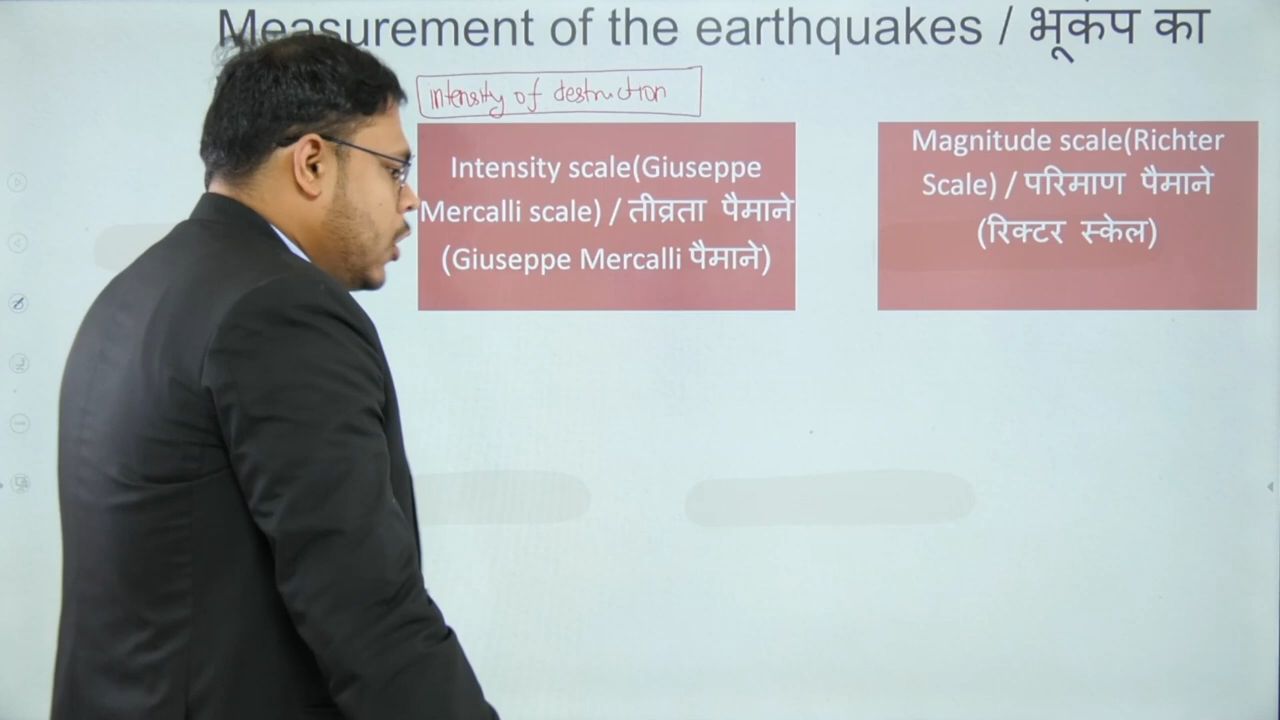 Measurement of the earthquakes / भूकंप का
intensity of destruction
Intensity scale(Giuseppe
Mercalli scale) / तीव्रता पैमाने
(Giuseppe Mercalli पैमाने)
Magnitude scale(Richter
Scale) / परिमाण पैमाने
(रिक्टर स्केल)